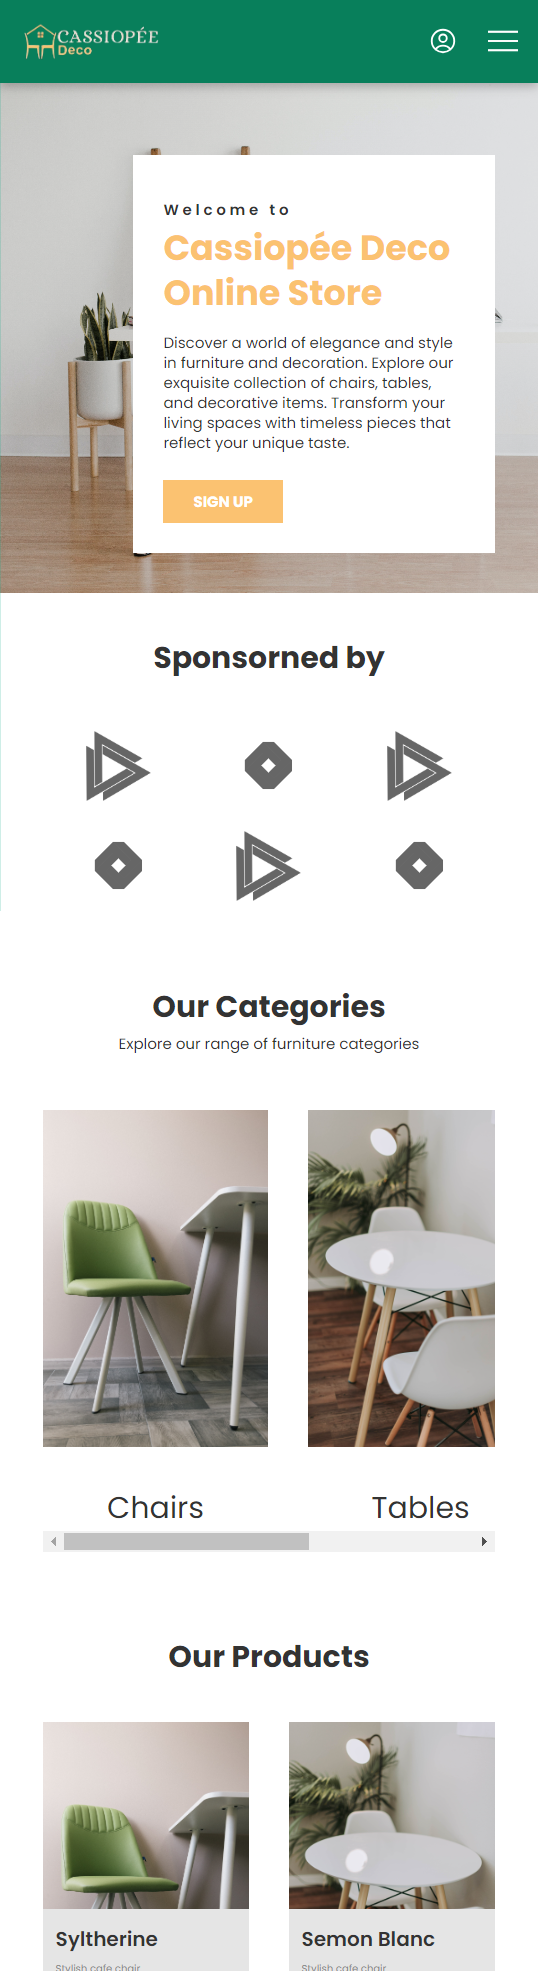 CASSIOPÉE
Deco
Welcome to
Cassiopée Deco
Online Store
Discover a world of elegance and style
in furniture and decoration. Explore our
exquisite collection of chairs, tables,
and decorative items. Transform your
living spaces with timeless pieces that
reflect your unique taste.
SIGN UP
Sponsorned by
Our Categories
Explore our range of furniture categories
Chairs Tables
Our Products
Syltherine Semon Blanc
Stylish cafe chair Stylish cafe chair